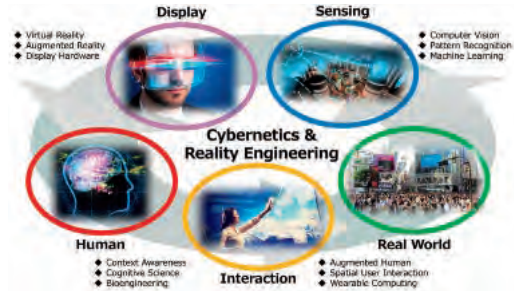 Display
Sensing
◆ Virtual Reality
◆ Augmented Reality
◆ Display Hardware
◆ Computer Vision
◆ Pattern Recognition
◆ Machine Learning
Cybernetics &
Reality Engineering
Human
◆ Context Awareness
◆ Cognitive Science
◆ Bioengineering
Interaction
Real World
◆ Augmented Human
◆ Spatial User Interaction
◆ Wearable Computing